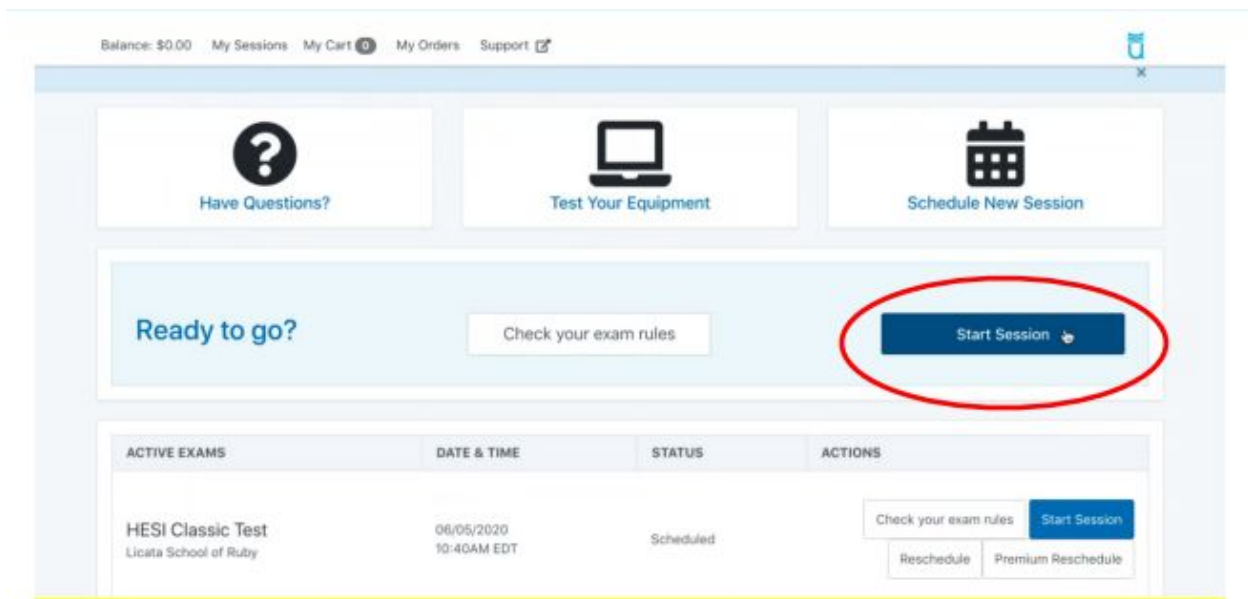 Balance: $0.00 My Sessions My Cart 0 My Orders Support
Have Questions?
Test Your Equipment
Schedule New Session
Ready to go?
Check your exam rules
Start Session
ACTIVE EXAMS DATE & TIME STATUS ACTIONS
HESI Classic Test
Licata School of Ruby
06/05/2020
10:40AM EDT
Scheduled
Check your exam rules Start Session
Reschedule Premium Reschedule